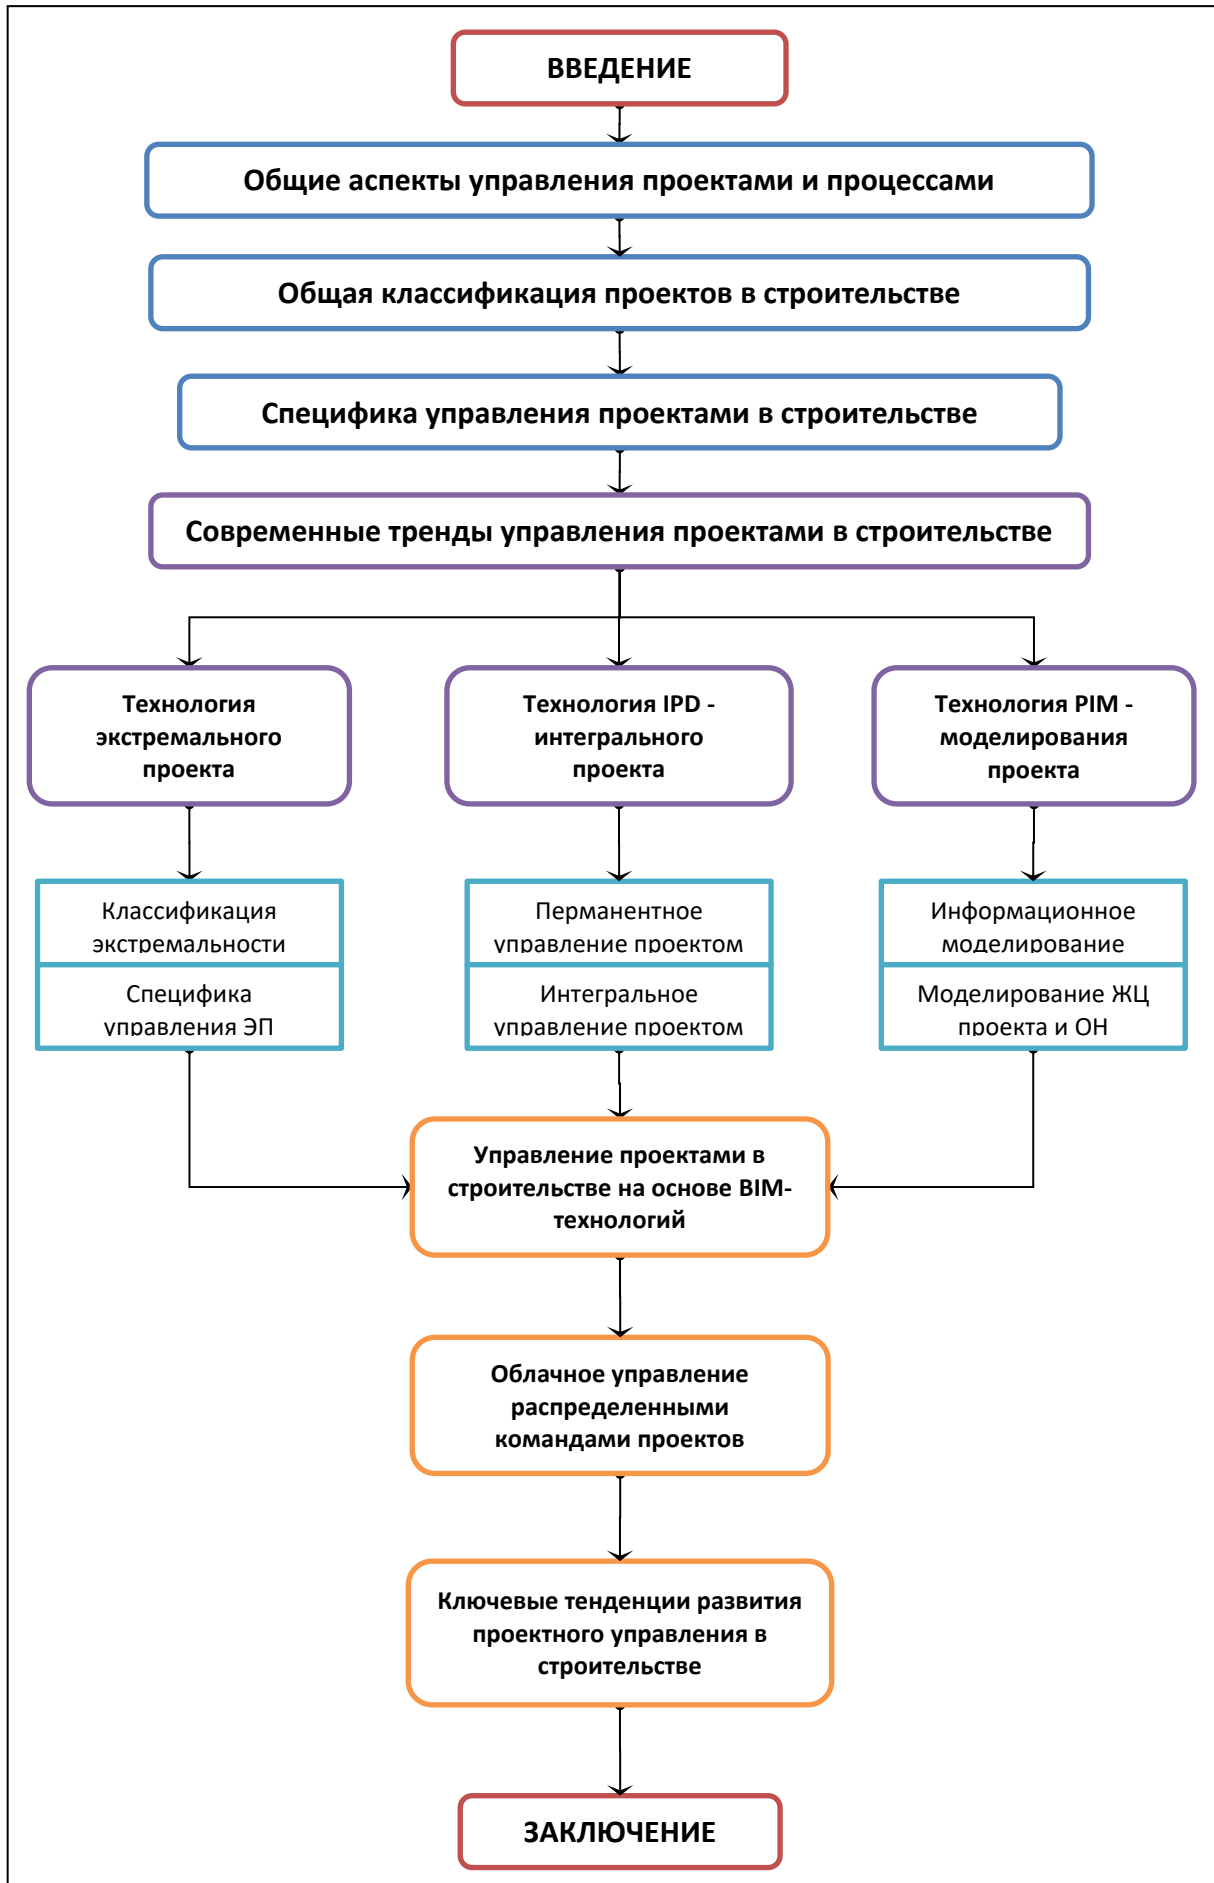 ВВЕДЕНИЕ
Общие аспекты управления проектами и процессами
Общая классификация проектов в строительстве
Специфика управления проектами в строительстве
Современные тренды управления проектами в строительстве
Технология
экстремального
проекта
Технология IPD -
интегрального
проекта
Технология PIM -
моделирования
проекта
Классификация
экстремальности
Специфика
управления ЭП
Перманентное
управление проектом
Интегральное
управление проектом
Информационное
моделирование
Моделирование ЖЦ
проекта и ОН
Управление проектами в
строительстве на основе BIM-
технологий
Облачное управление
распределенными
командами проектов
Ключевые тенденции развития
проектного управления в
строительстве
ЗАКЛЮЧЕНИЕ